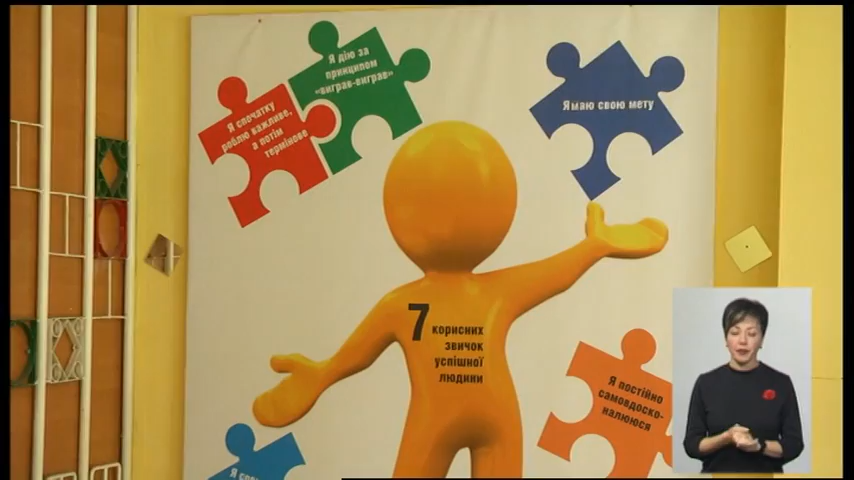 Я дію за
принципом
«виграв-виграв»
Я спочатку
роблю важливе,
а потім
термінове
Я маю свою мету
7 корисних
звичок
успішної
людини
Я постійно
самовдоско-
налююся
Я